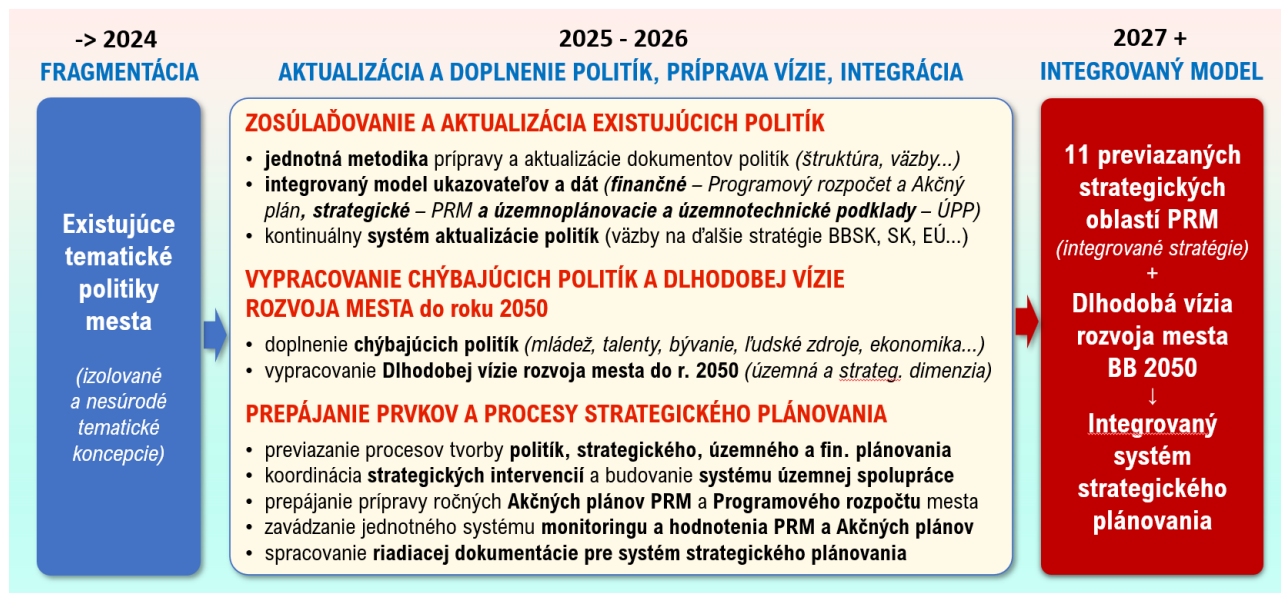 -> 2024
FRAGMENTÁCIA
Existujúce
tematické
politiky
mesta
(izolované
a nesúrodé
tematické
koncepcie)
2025 - 2026
AKTUALIZÁCIA A DOPLNENIE POLITÍK, PRÍPRAVA VÍZIE, INTEGRÁCIA
ZOSÚLAĎOVANIE A AKTUALIZÁCIA EXISTUJÚCICH POLITÍK
• jednotná metodika prípravy a aktualizácie dokumentov politík (štruktúra, väzby...)
• integrovaný model ukazovateľov a dát (finančné – Programový rozpočet a Akčný
plán, strategické – PRM a územnoplánovacie a územnotechnické podklady – ÚPP)
• kontinuálny systém aktualizácie politík (väzby na ďalšie stratégie BBSK, SK, EÚ...)
VYPRACOVANIE CHÝBAJÚCICH POLITÍK A DLHODOBEJ VÍZIE
ROZVOJA MESTA do roku 2050
• doplnenie chýbajúcich politík (mládež, talenty, bývanie, ľudské zdroje, ekonomika...)
• vypracovanie Dlhodobej vízie rozvoja mesta do r. 2050 (územná a strateg. dimenzia)
PREPÁJANIE PRVKOV A PROCESY STRATEGICKÉHO PLÁNOVANIA
• previazanie procesov tvorby politík, strategického, územného a fin. plánovania
• koordinácia strategických intervencií a budovanie systému územnej spolupráce
• prepájanie prípravy ročných Akčných plánov PRM a Programového rozpočtu mesta
• zavádzanie jednotného systému monitoringu a hodnotenia PRM a Akčných plánov
• spracovanie riadiacej dokumentácie pre systém strategického plánovania
2027 +
INTEGROVANÝ MODEL
11 previazaných
strategických
oblastí PRM
(integrované stratégie)
+
Dlhodobá vízia
rozvoja mesta
BB 2050
↓
Integrovaný
systém
strategického
plánovania